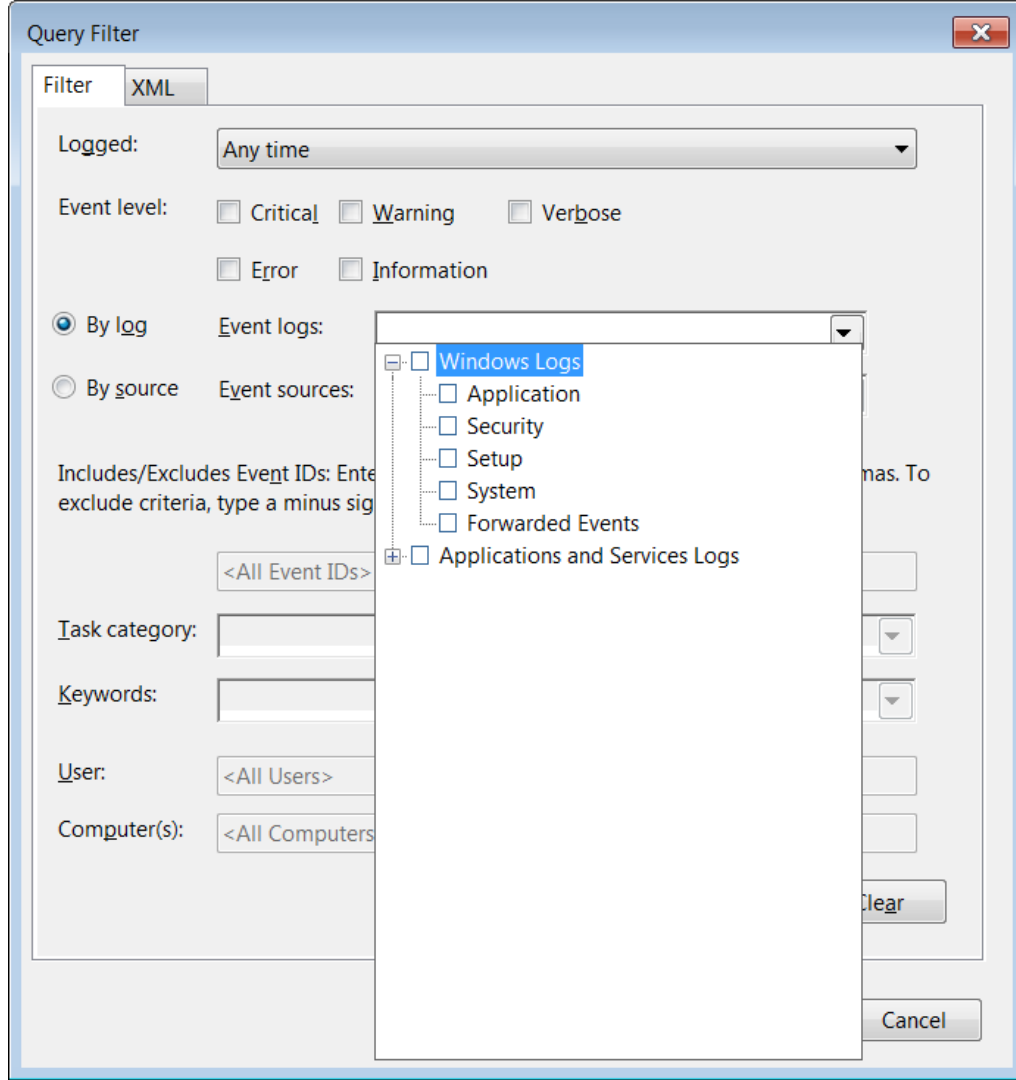 Query Filter
Filter
XML
Logged:
Any time
Event level:
Critical
Warning
Verbose
Error
Information
By log
Event logs:
Windows Logs
Application
Security
Setup
System
Forwarded Events
Applications and Services Logs
By source
Event sources:
Includes/Excludes Event IDs: Ente mas. To
exclude criteria, type a minus sig
<All Event IDs>
Task category:
Keywords:
User:
<All Users>
Computer(s):
<All Computers
Clear
Cancel